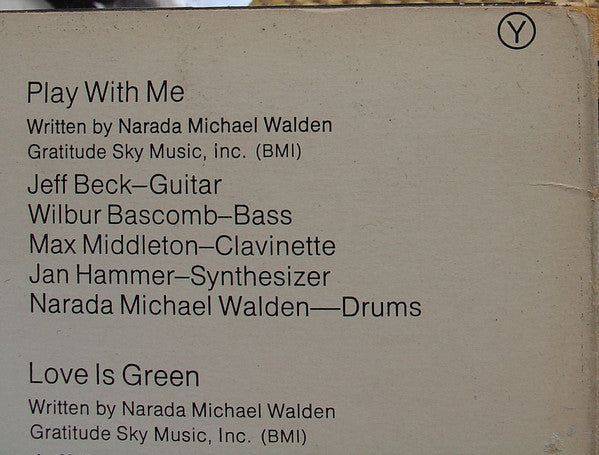 Ⓨ
Play With Me
Written by Narada Michael Walden
Gratitude Sky Music, inc. (BMI)
Jeff Beck–Guitar
Wilbur Bascomb–Bass
Max Middleton–Clavinette
Jan Hammer–Synthesizer
Narada Michael Walden—Drums
Love Is Green
Written by Narada Michael Walden
Gratitude Sky Music, Inc. (BMI)